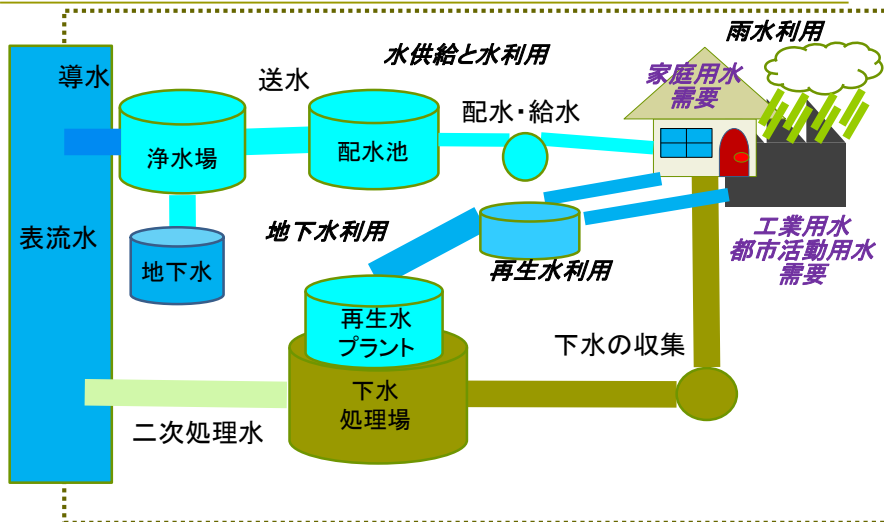 雨水利用
水供給と水利用
家庭用水
需要
導水
送水
配水・給水
浄水場
配水池
表流水
地下水
地下水利用
再生水利用
工業用水
都市活動用水
需要
再生水
プラント
下水の収集
下水
処理場
二次処理水